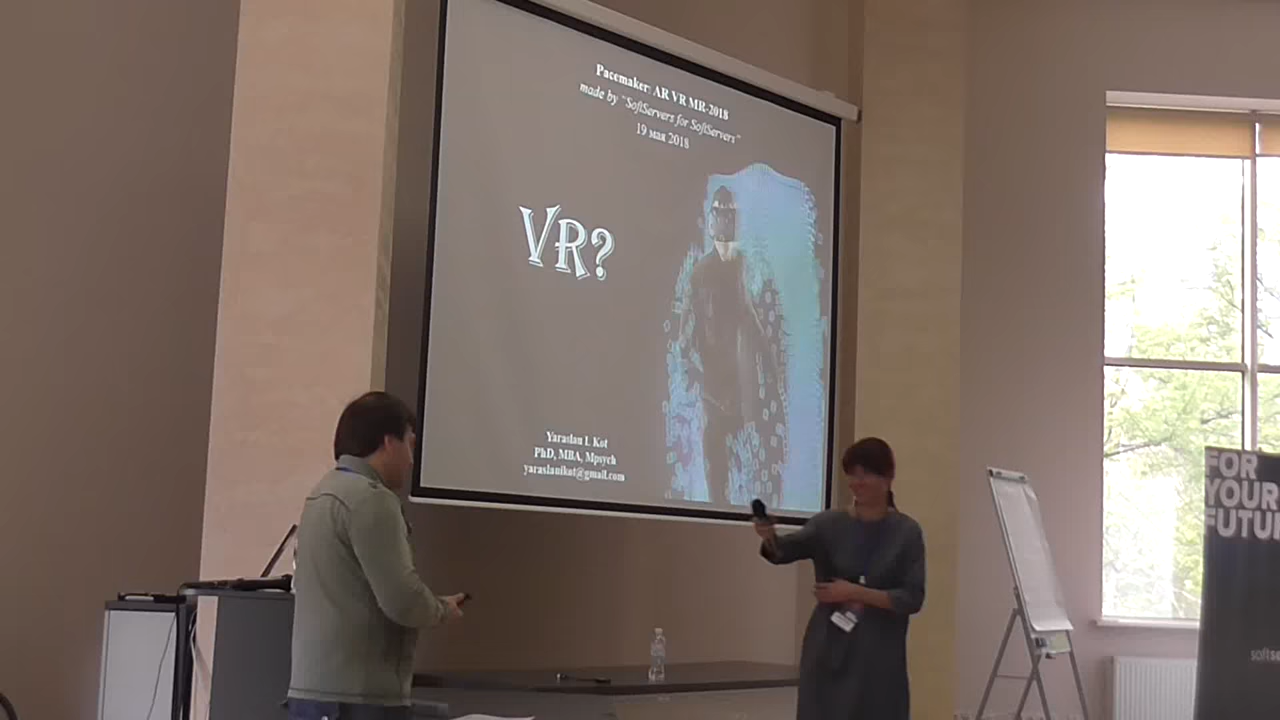 Pacemaker: AR VR MR-2018
made by "SoftServers for SoftServers"
19 мая 2018
VR?
Yaraslau I. Kot
PhD, MBA, Mpsych
yaraslauikot@gmail.com
FOR
YOUR
FUTU
softse